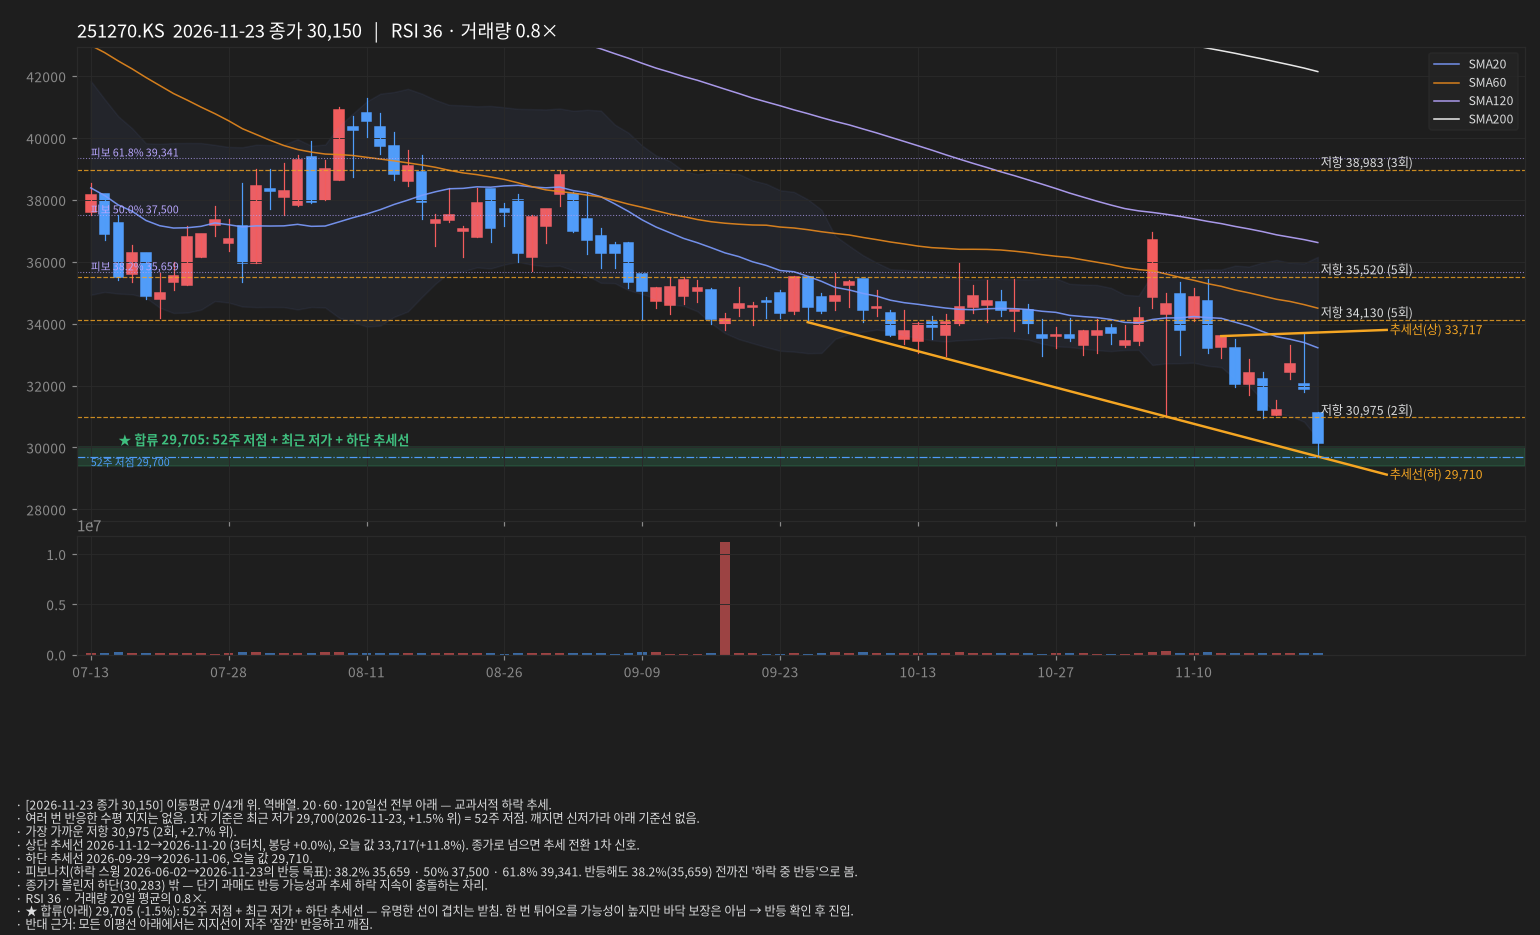 251270.KS 2026-11-23 종가 30,150 | RSI 36 · 거래량 0.8×
SMA20
SMA60
SMA120
SMA200
42000
40000
38000
36000
34000
32000
30000
28000
피보 61.8% 39,341
피보 50.0% 37,500
피보 38.2% 35,659
저항 38,983 (3회)
저항 35,520 (5회)
저항 34,130 (5회)
추세선(상) 33,717
저항 30,975 (2회)
★ 합류 29,705: 52주 저점 + 최근 저가 + 하단 추세선
52주 저점 29,700
추세선(하) 29,710
1e7
1.0
0.5
0.0
07-13
07-28
08-11
08-26
09-09
09-23
10-13
10-27
11-10
· [2026-11-23 종가 30,150] 이동평균 0/4개 위. 역배열. 20·60·120일선 전부 아래 — 교과서적 하락 추세.
· 여러 번 반응한 수평 지지는 없음. 1차 기준은 최근 저가 29,700(2026-11-23, +1.5% 위) = 52주 저점. 깨지면 신저가라 아래 기준선 없음.
· 가장 가까운 저항 30,975 (2회, +2.7% 위).
· 상단 추세선 2026-11-12→2026-11-20 (3터치, 봉당 +0.0%), 오늘 값 33,717(+11.8%). 종가로 넘으면 추세 전환 1차 신호.
· 하단 추세선 2026-09-29→2026-11-06, 오늘 값 29,710.
· 피보나치(하락 스윙 2026-06-02→2026-11-23의 반등 목표): 38.2% 35,659 · 50% 37,500 · 61.8% 39,341. 반등해도 38.2%(35,659) 전까진 '하락 중 반등'으로 봄.
· 종가가 볼린저 하단(30,283) 밖 — 단기 과매도 반등 가능성과 추세 하락 지속이 충돌하는 자리.
· RSI 36 · 거래량 20일 평균의 0.8×.
· ★ 합류(아래) 29,705 (-1.5%): 52주 저점 + 최근 저가 + 하단 추세선 — 유명한 선이 겹치는 받침. 한 번 튀어오를 가능성이 높지만 바닥 보장은 아님 → 반등 확인 후 진입.
· 반대 근거: 모든 이평선 아래에서는 지지선이 자주 '잠깐' 반응하고 깨짐.